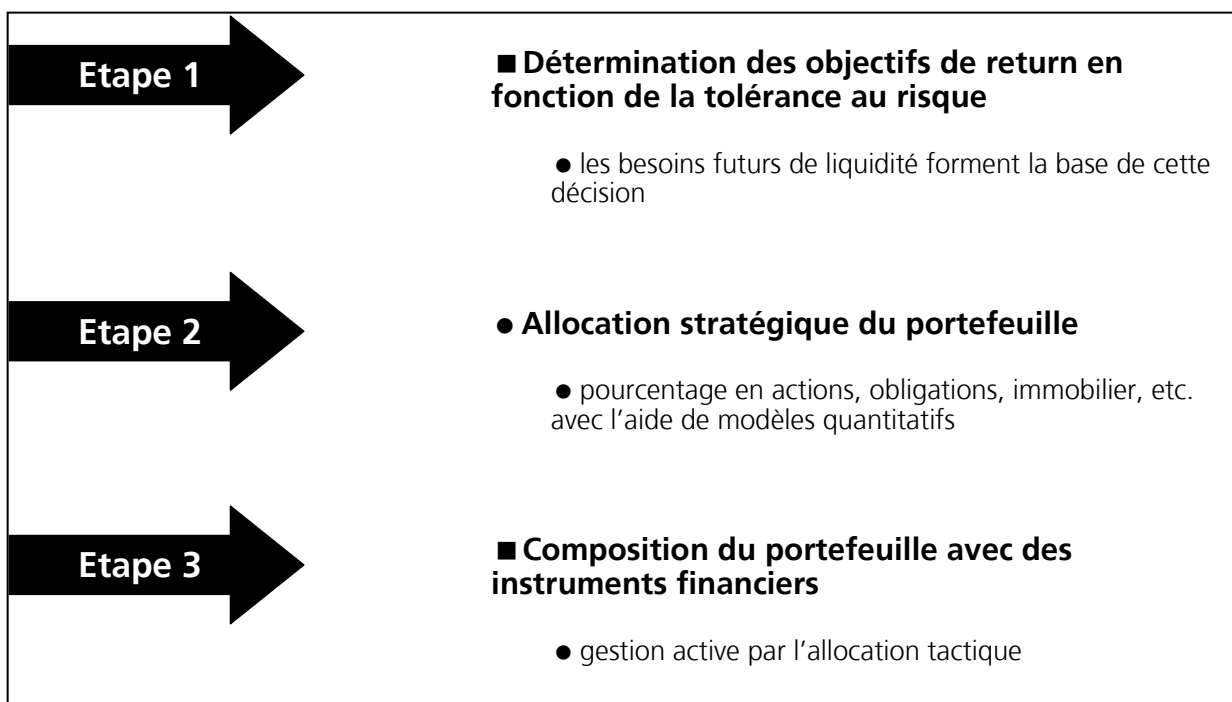 Etape 1
■ Détermination des objectifs de return en
fonction de la tolérance au risque
● les besoins futurs de liquidité forment la base de cette
décision
Etape 2
● Allocation stratégique du portefeuille
● pourcentage en actions, obligations, immobilier, etc.
avec l'aide de modèles quantitatifs
Etape 3
■ Composition du portefeuille avec des
instruments financiers
● gestion active par l'allocation tactique